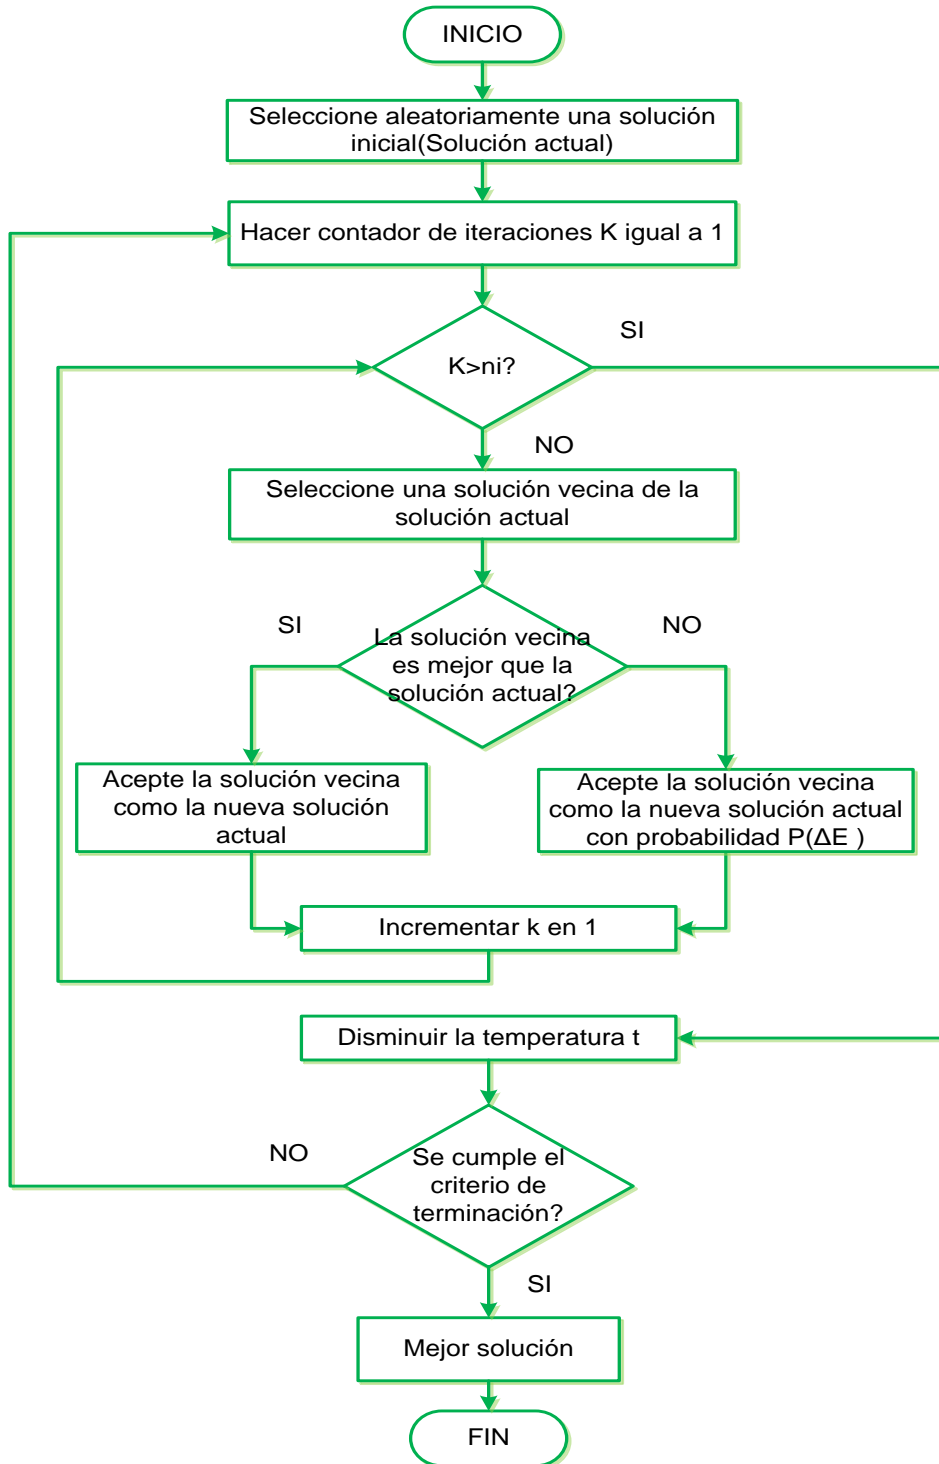 INICIO
Seleccione aleatoriamente una solución
inicial(Solución actual)
Hacer contador de iteraciones K igual a 1
SI
K>ni?
NO
Seleccione una solución vecina de la
solución actual
SI
NO
La solución vecina
es mejor que la
solución actual?
Acepte la solución vecina
como la nueva solución
actual
Acepte la solución vecina
como la nueva solución actual
con probabilidad P(ΔE )
Incrementar k en 1
Disminuir la temperatura t
NO
Se cumple el
criterio de
terminación?
SI
Mejor solución
FIN